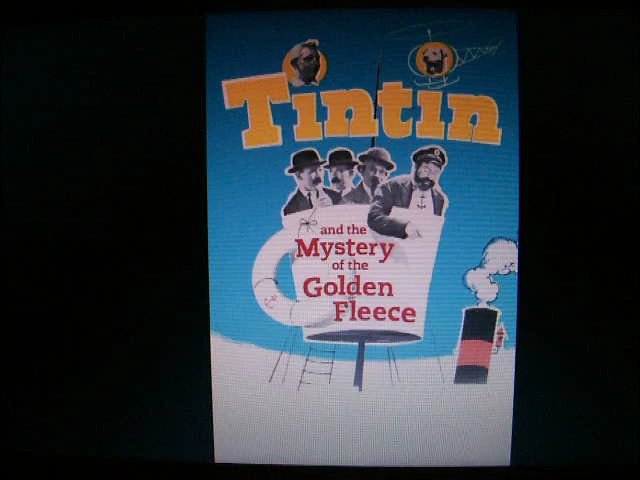 Tintin
and the
Mystery
of the
Golden
Fleece